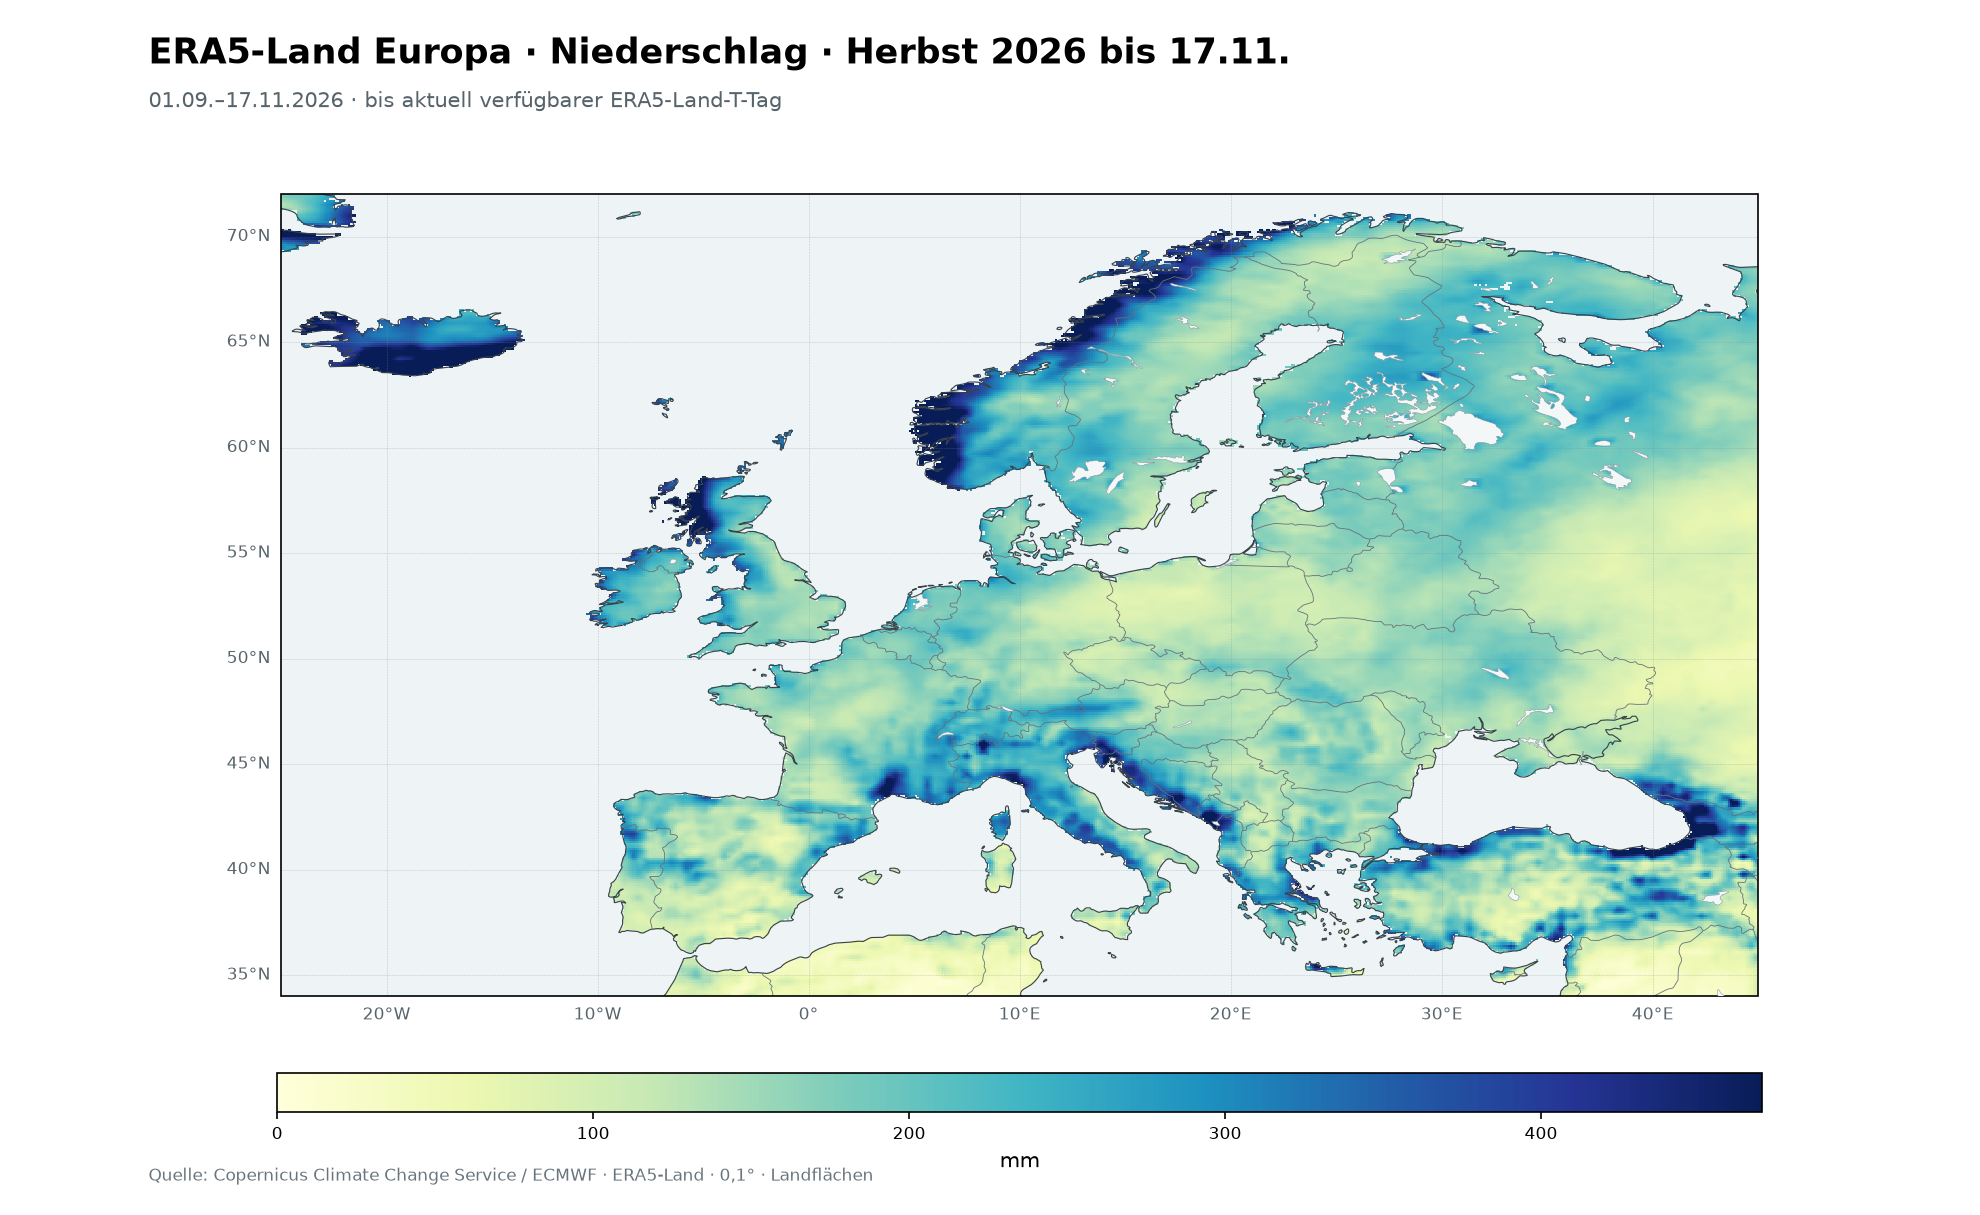 ERA5-Land Europa · Niederschlag · Herbst 2026 bis 17.11.
01.09.–17.11.2026 · bis aktuell verfügbarer ERA5-Land-T-Tag
70°N
65°N
60°N
55°N
50°N
45°N
40°N
35°N
20°W 10°W 0° 10°E 20°E 30°E 40°E
0 100 200 300 400
mm
Quelle: Copernicus Climate Change Service / ECMWF · ERA5-Land · 0,1° · Landflächen